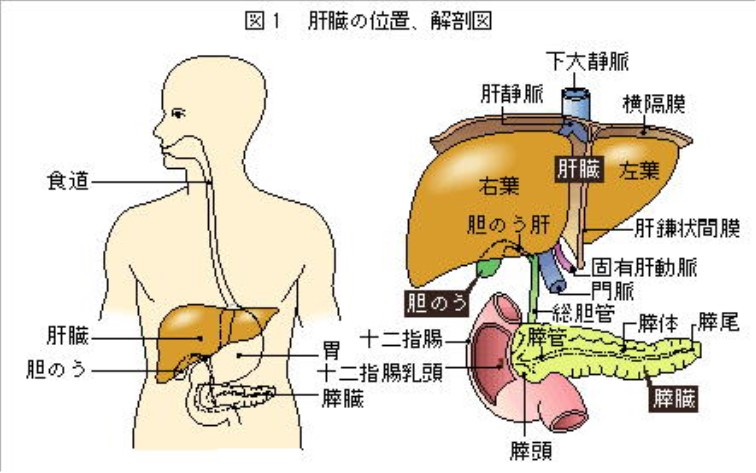 図1　肝臓の位置、解剖図
食道
肝臓
胆のう
胃
膵臓
下大静脈
肝静脈
横隔膜
肝臓
右葉
左葉
胆のう肝
肝鎌状間膜
固有肝動脈
胆のう
門脈
総胆管
十二指腸
膵管
膵体
膵尾
十二指腸乳頭
膵臓
膵頭